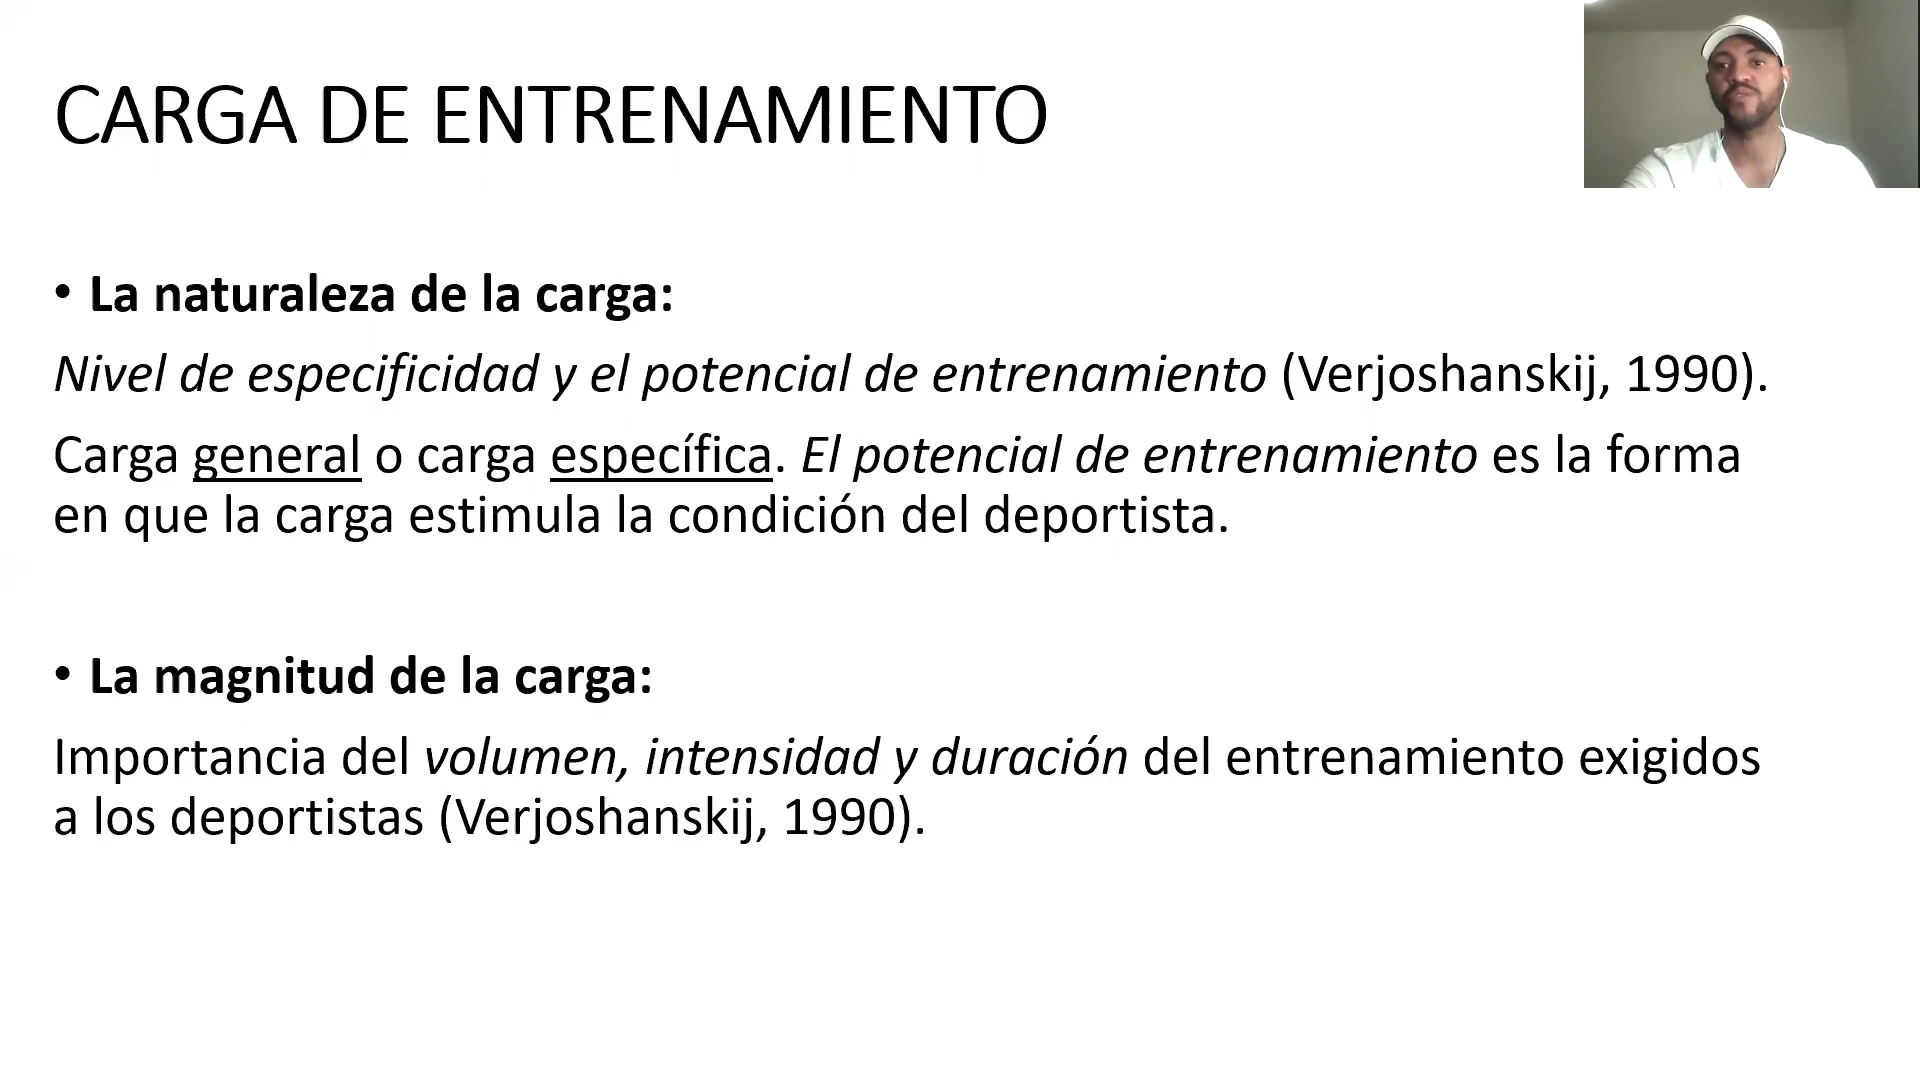 CARGA DE ENTRENAMIENTO
• La naturaleza de la carga:
Nivel de especificidad y el potencial de entrenamiento (Verjoshanskij, 1990).
Carga general o carga específica. El potencial de entrenamiento es la forma
en que la carga estimula la condición del deportista.
• La magnitud de la carga:
Importancia del volumen, intensidad y duración del entrenamiento exigidos
a los deportistas (Verjoshanskij, 1990).